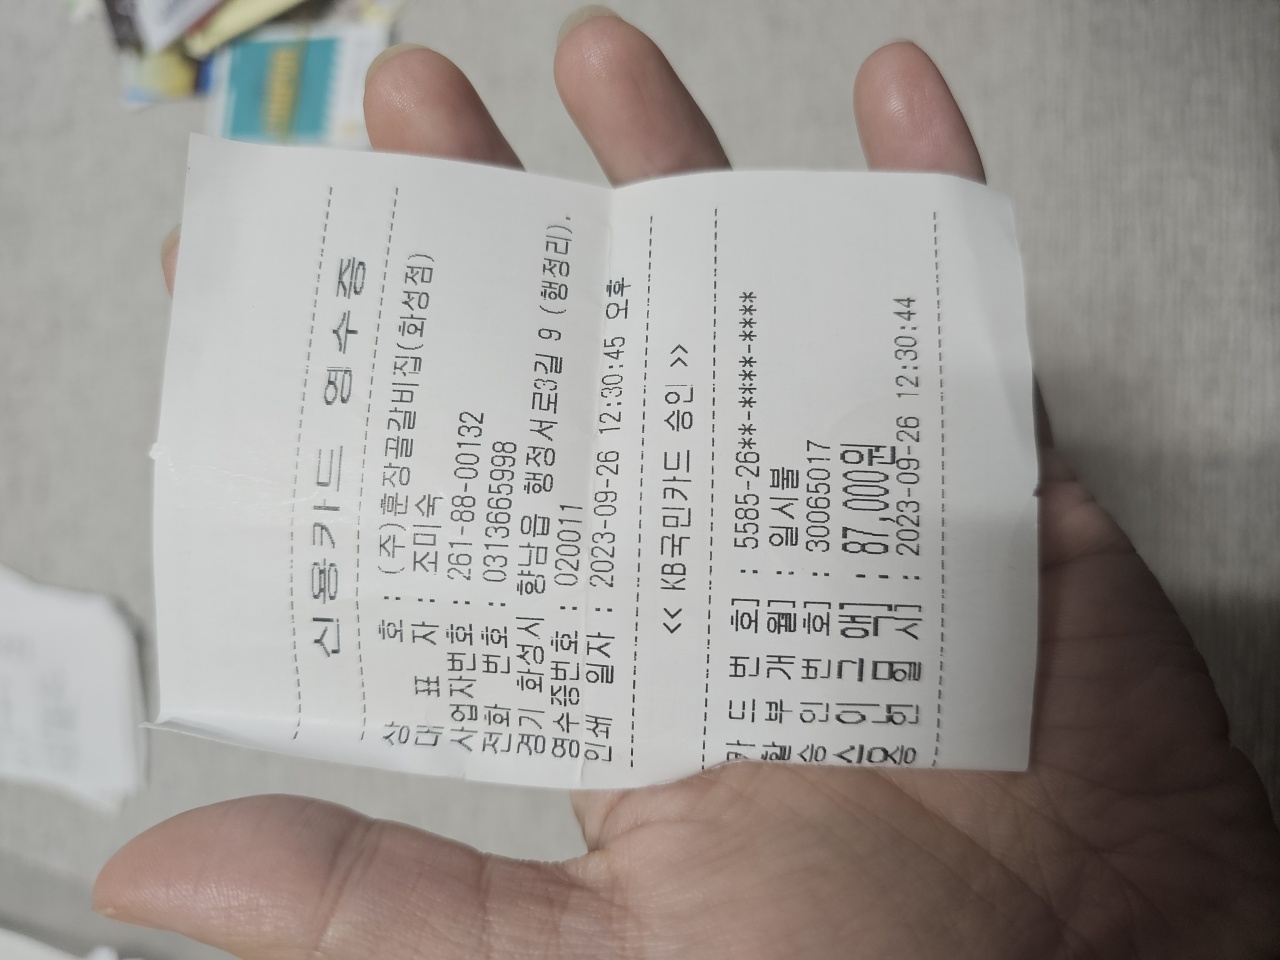 신용카드 영수증
상 호 : (주)훈장골갈비집(화성점)
대 표 자 : 조미숙
사업자번호 : 261-88-00132
전화 번호 : 0313665998
경기 화성시 향남읍 행정서로3길 9 (행정리),
영수증번호 : 020011
인쇄 일자 : 2023-09-26 12:30:45 오후
<< KB국민카드 승인 >>
카 드 번 호] : 5585-26**-****-****
할 부 개 월] : 일시불
승 인 번 호] : 30065017
승 인 금 액] : 87,000원
승 인 일 시] : 2023-09-26 12:30:44